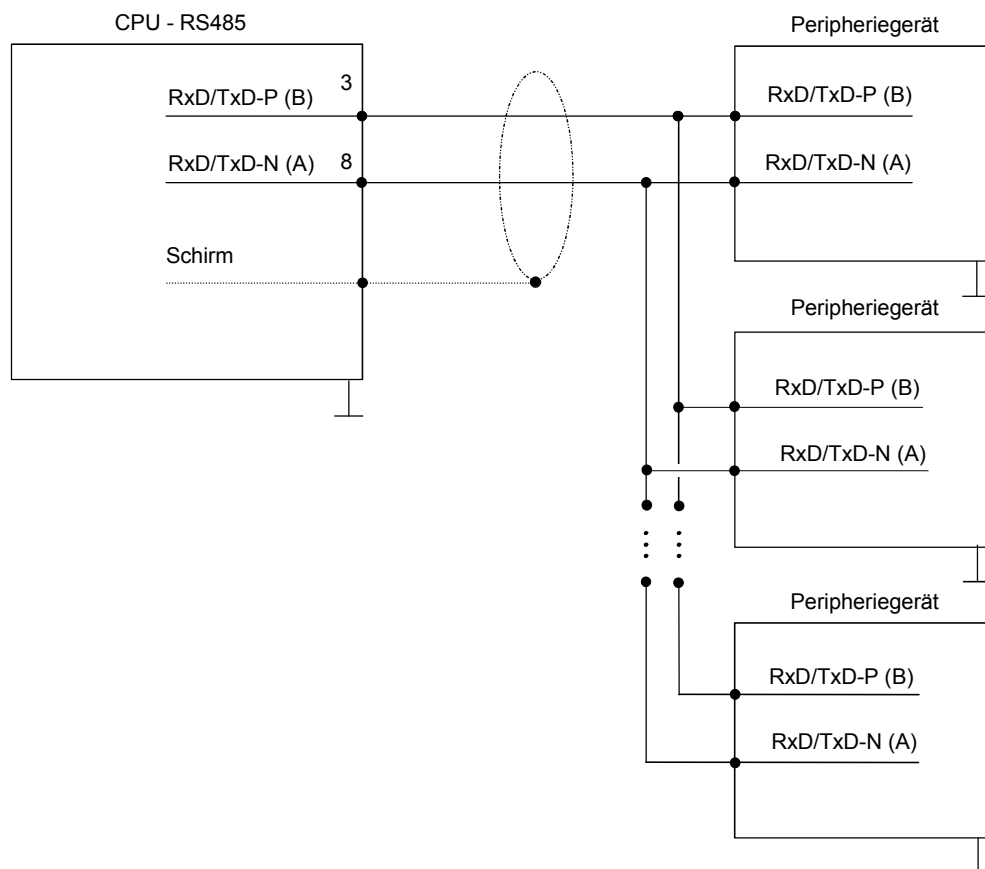 CPU - RS485
RxD/TxD-P (B) 3
RxD/TxD-N (A) 8
Schirm
Peripheriegerät
RxD/TxD-P (B)
RxD/TxD-N (A)
Peripheriegerät
RxD/TxD-P (B)
RxD/TxD-N (A)
Peripheriegerät
RxD/TxD-P (B)
RxD/TxD-N (A)